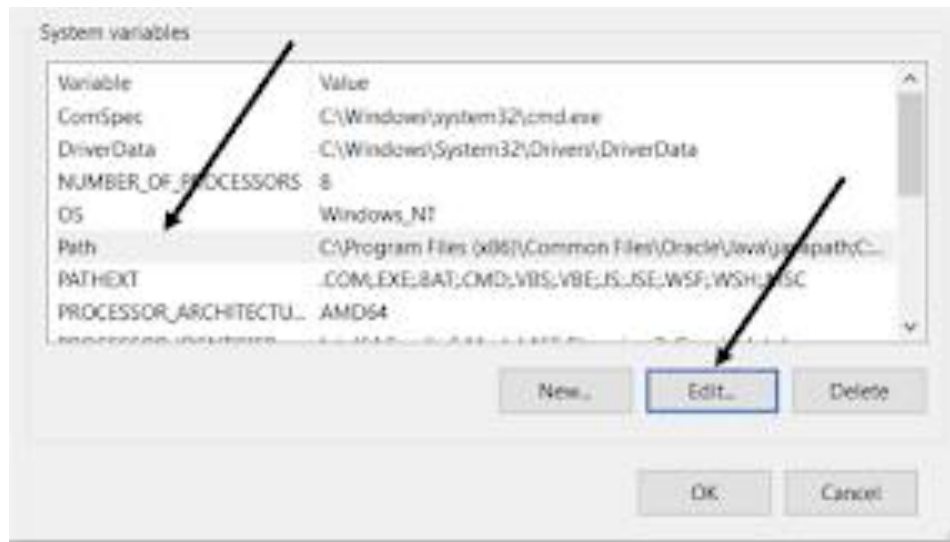 System variables
Variable Value
ComSpec C:\Windows\system32\cmd.exe
DriverData C:\Windows\System32\Drivers\DriverData
NUMBER_OF_PROCESSORS 8
OS Windows_NT
Path C:\Program Files (x86)\Common Files\Oracle\Java\javapath;C:...
PATHEXT .COM;.EXE;.BAT;.CMD;.VBS;.VBE;.JS;.JSE;.WSF;.WSH;.MSC
PROCESSOR_ARCHITECTU... AMD64
New... Edit... Delete
OK Cancel